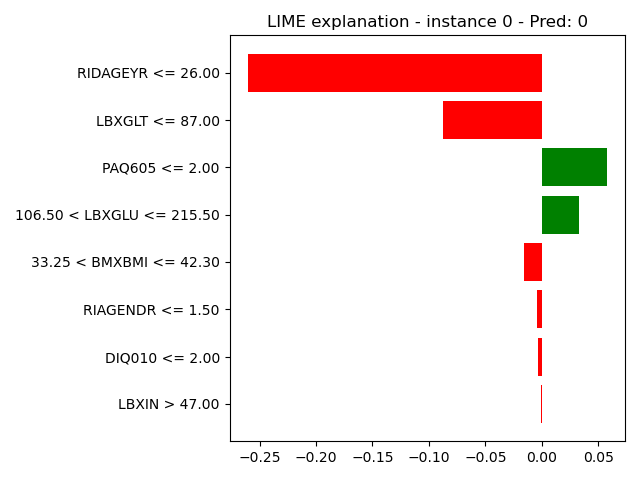 LIME explanation - instance 0 - Pred: 0
RIDAGEYR <= 26.00
LBXGLT <= 87.00
PAQ605 <= 2.00
106.50 < LBXGLU <= 215.50
33.25 < BMXBMI <= 42.30
RIAGENDR <= 1.50
DIQ010 <= 2.00
LBXIN > 47.00
−0.25 −0.20 −0.15 −0.10 −0.05 0.00 0.05